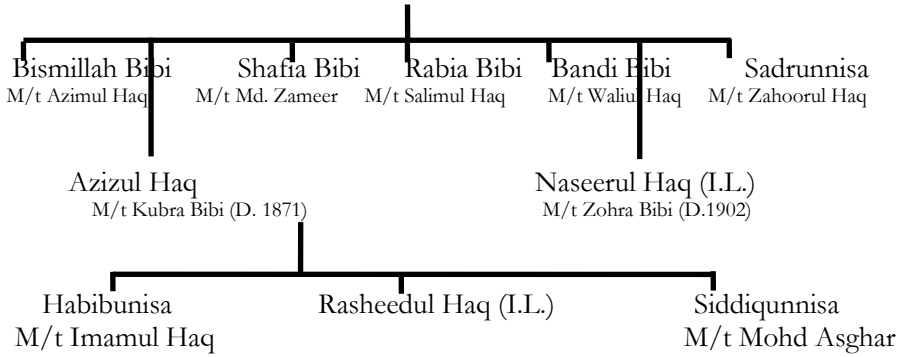 Bismillah Bibi Shafia Bibi Rabia Bibi Bandi Bibi Sadrunnisa
M/t Azimul Haq M/t Md. Zameer M/t Salimul Haq M/t Waliul Haq M/t Zahoorul Haq
Azizul Haq Naseerul Haq (I.L.)
M/t Kubra Bibi (D. 1871) M/t Zohra Bibi (D.1902)
Habibunisa Rasheedul Haq (I.L.) Siddiqunnisa
M/t Imamul Haq M/t Mohd Asghar